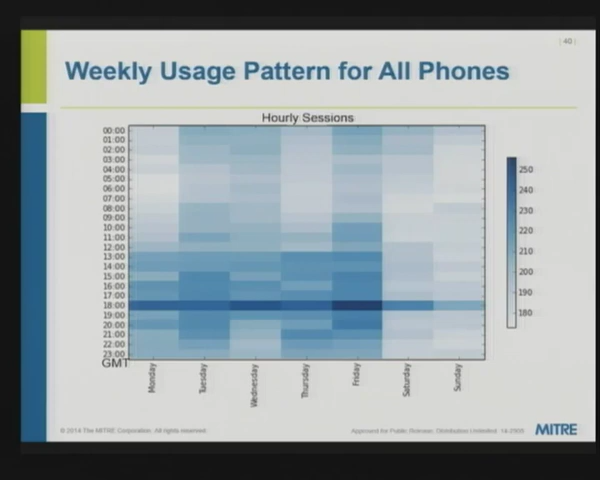 | 40 |
Weekly Usage Pattern for All Phones
Hourly Sessions
00:00
01:00
02:00
03:00
04:00
05:00
06:00
07:00
08:00
09:00
10:00
11:00
12:00
13:00
14:00
15:00
16:00
17:00
18:00
19:00
20:00
21:00
22:00
23:00
GMT
Monday
Tuesday
Wednesday
Thursday
Friday
Saturday
Sunday
250
240
230
220
210
200
190
180
© 2014 The MITRE Corporation. All rights reserved.
Approved for Public Release, Distribution Unlimited.
MITRE